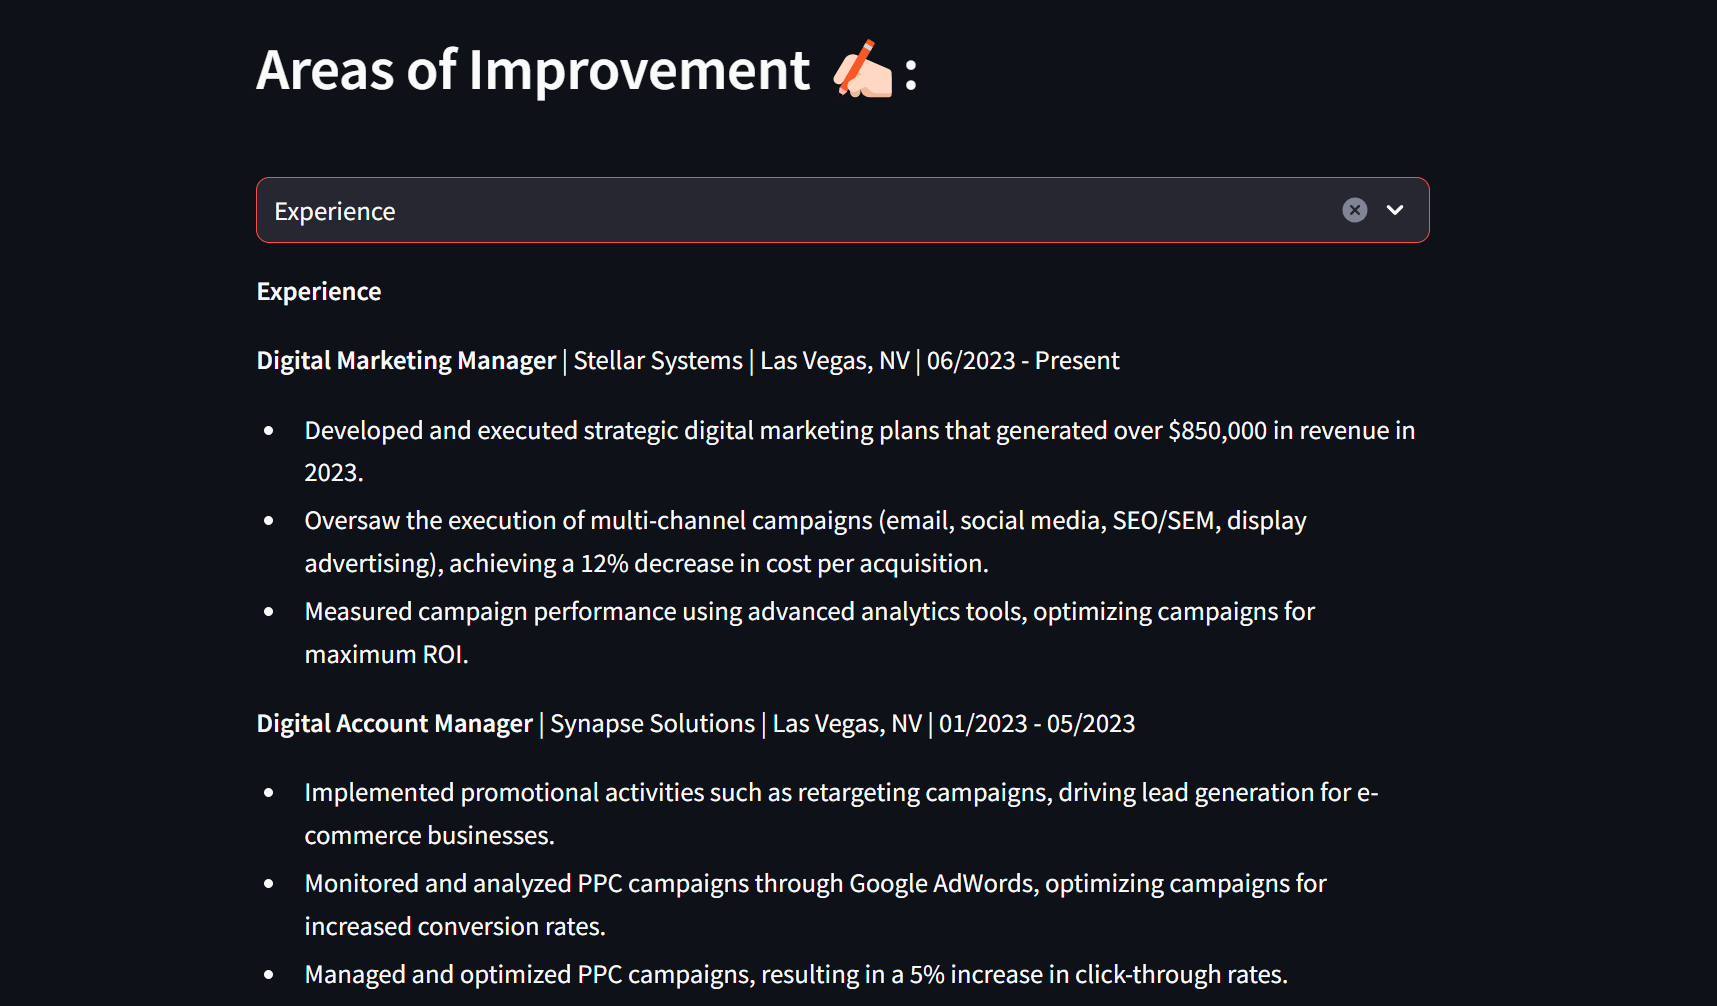 Areas of Improvement ✍🏻:
Experience
Experience
Digital Marketing Manager | Stellar Systems | Las Vegas, NV | 06/2023 - Present
• Developed and executed strategic digital marketing plans that generated over $850,000 in revenue in
2023.
• Oversaw the execution of multi-channel campaigns (email, social media, SEO/SEM, display
advertising), achieving a 12% decrease in cost per acquisition.
• Measured campaign performance using advanced analytics tools, optimizing campaigns for
maximum ROI.
Digital Account Manager | Synapse Solutions | Las Vegas, NV | 01/2023 - 05/2023
• Implemented promotional activities such as retargeting campaigns, driving lead generation for e-
commerce businesses.
• Monitored and analyzed PPC campaigns through Google AdWords, optimizing campaigns for
increased conversion rates.
• Managed and optimized PPC campaigns, resulting in a 5% increase in click-through rates.